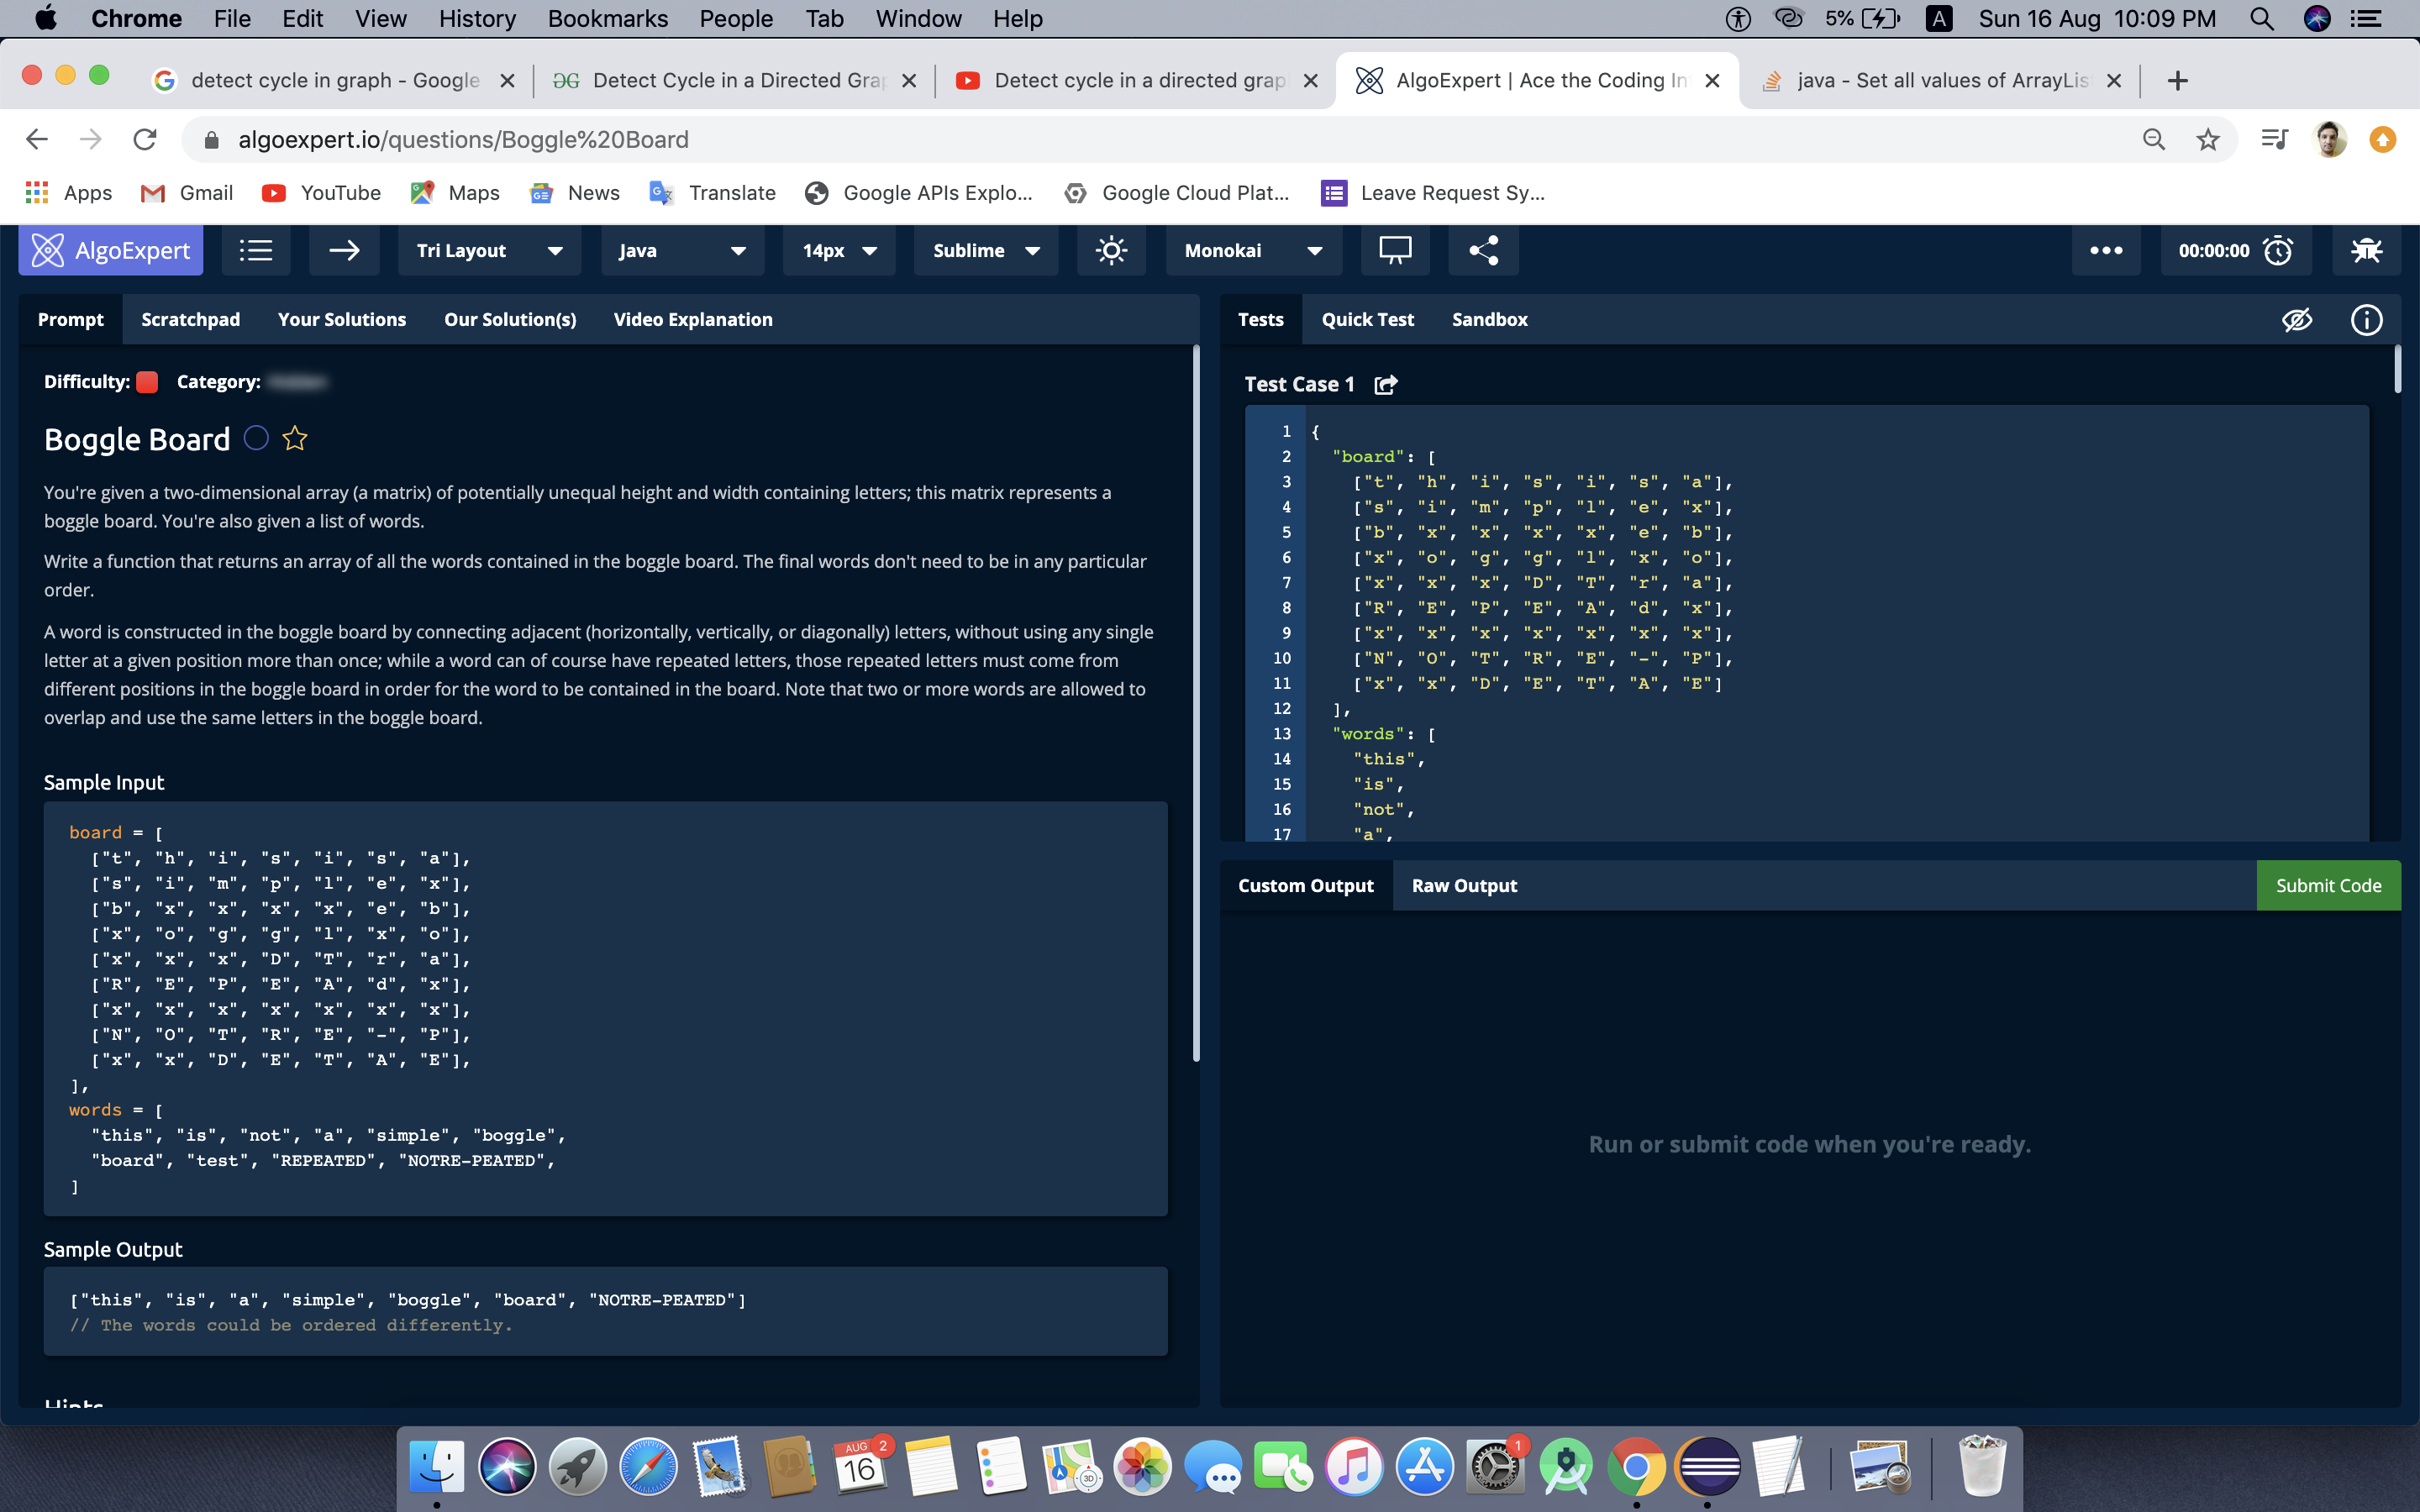 Chrome File Edit View History Bookmarks People Tab Window Help 5% A Sun 16 Aug 10:09 PM
detect cycle in graph - Google
Detect Cycle in a Directed Gra
Detect cycle in a directed grap
AlgoExpert | Ace the Coding In
java - Set all values of ArrayLis
algoexpert.io/questions/Boggle%20Board
Apps Gmail YouTube Maps News Translate Google APIs Explo... Google Cloud Plat... Leave Request Sy...
AlgoExpert Tri Layout Java 14px Sublime Monokai 00:00:00
Prompt Scratchpad Your Solutions Our Solution(s) Video Explanation
Difficulty: Category:
Boggle Board
You're given a two-dimensional array (a matrix) of potentially unequal height and width containing letters; this matrix represents a
boggle board. You're also given a list of words.
Write a function that returns an array of all the words contained in the boggle board. The final words don't need to be in any particular
order.
A word is constructed in the boggle board by connecting adjacent (horizontally, vertically, or diagonally) letters, without using any single
letter at a given position more than once; while a word can of course have repeated letters, those repeated letters must come from
different positions in the boggle board in order for the word to be contained in the board. Note that two or more words are allowed to
overlap and use the same letters in the boggle board.
Sample Input
board = [
["t", "h", "i", "s", "i", "s", "a"],
["s", "i", "m", "p", "l", "e", "x"],
["b", "x", "x", "x", "x", "e", "b"],
["x", "o", "g", "g", "l", "x", "o"],
["x", "x", "x", "D", "T", "r", "a"],
["R", "E", "P", "E", "A", "d", "x"],
["x", "x", "x", "x", "x", "x", "x"],
["N", "O", "T", "R", "E", "-", "P"],
["x", "x", "D", "E", "T", "A", "E"],
],
words = [
"this", "is", "not", "a", "simple", "boggle",
"board", "test", "REPEATED", "NOTRE-PEATED",
]
Sample Output
["this", "is", "a", "simple", "boggle", "board", "NOTRE-PEATED"]
// The words could be ordered differently.
Hints
Tests Quick Test Sandbox
Test Case 1
1 {
2 "board": [
3 ["t", "h", "i", "s", "i", "s", "a"],
4 ["s", "i", "m", "p", "l", "e", "x"],
5 ["b", "x", "x", "x", "x", "e", "b"],
6 ["x", "o", "g", "g", "l", "x", "o"],
7 ["x", "x", "x", "D", "T", "r", "a"],
8 ["R", "E", "P", "E", "A", "d", "x"],
9 ["x", "x", "x", "x", "x", "x", "x"],
10 ["N", "O", "T", "R", "E", "-", "P"],
11 ["x", "x", "D", "E", "T", "A", "E"]
12 ],
13 "words": [
14 "this",
15 "is",
16 "not",
17 "a",
Custom Output Raw Output Submit Code
Run or submit code when you're ready.
AUG 2
16
3D
1